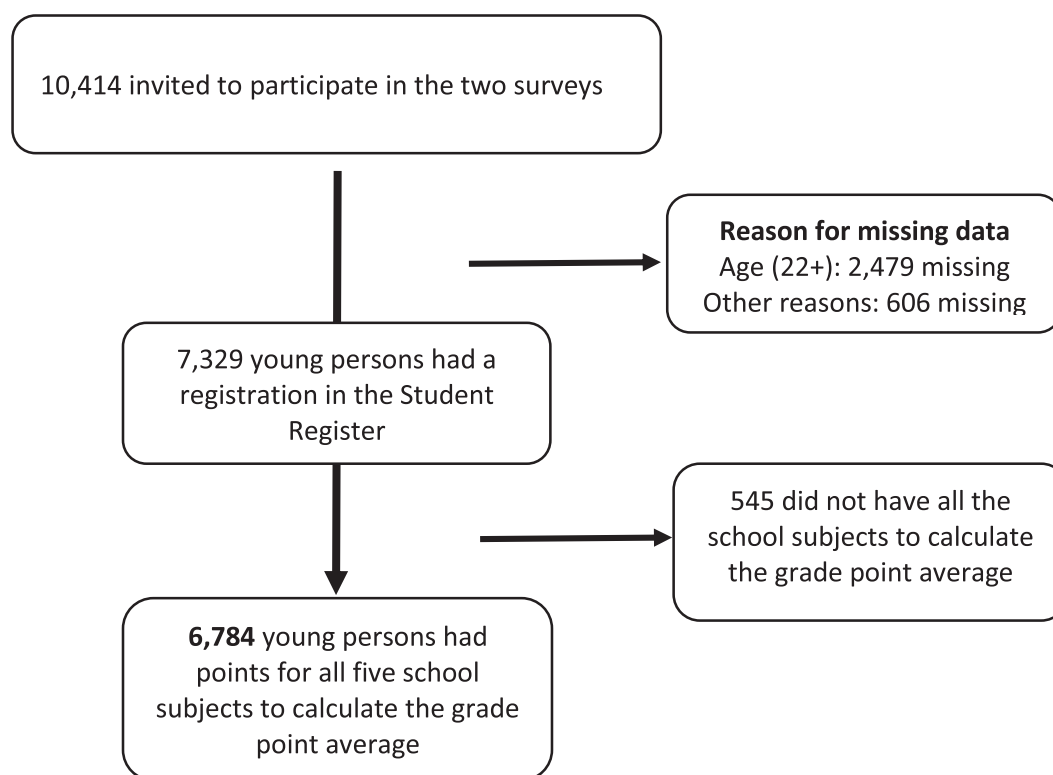 10,414 invited to participate in the two surveys
Reason for missing data
Age (22+): 2,479 missing
Other reasons: 606 missing
7,329 young persons had a
registration in the Student
Register
545 did not have all the
school subjects to calculate
the grade point average
6,784 young persons had
points for all five school
subjects to calculate the grade
point average